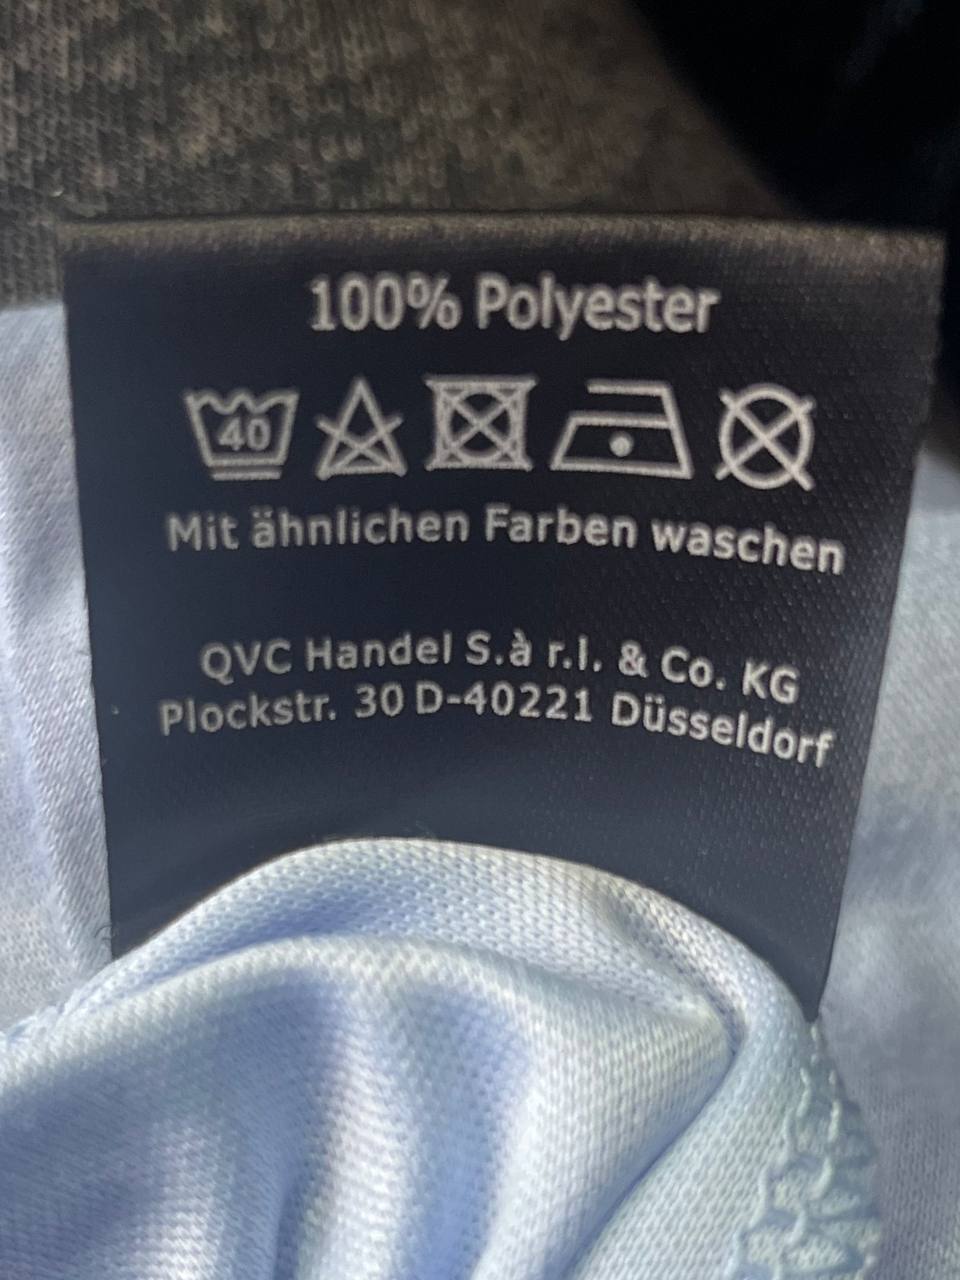 100% Polyester
40
Mit ähnlichen Farben waschen
QVC Handel S.à r.l. & Co. KG
Plockstr. 30 D-40221 Düsseldorf